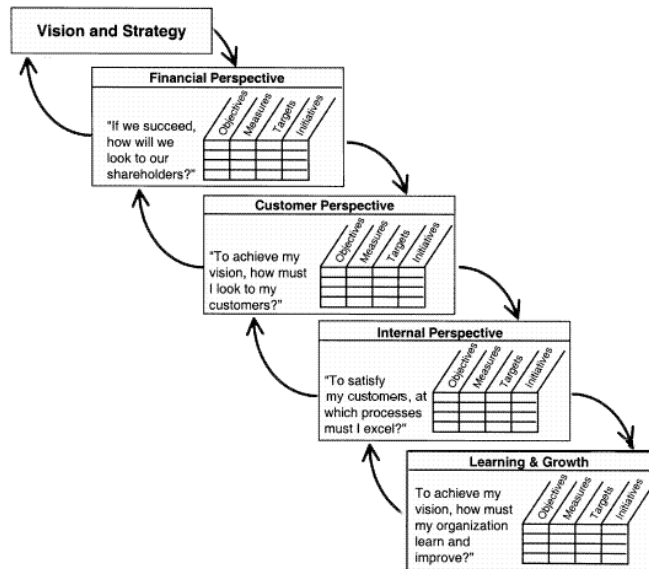 Vision and Strategy
Financial Perspective
"If we succeed,
how will we
look to our
shareholders?"
Objectives
Measures
Targets
Initiatives
Customer Perspective
"To achieve my
vision, how must
I look to my
customers?"
Objectives
Measures
Targets
Initiatives
Internal Perspective
"To satisfy
my customers, at
which processes
must I excel?"
Objectives
Measures
Targets
Initiatives
Learning & Growth
To achieve my
vision, how must
my organization
learn and
improve?"
Objectives
Measures
Targets
Initiatives